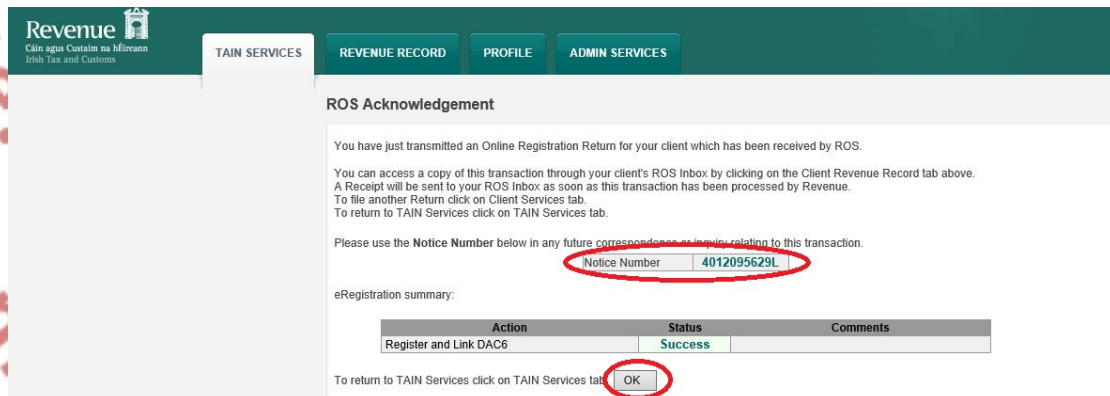 Revenue
Cáin agus Custaim na hÉireann
Irish Tax and Customs
TAIN SERVICES
REVENUE RECORD
PROFILE
ADMIN SERVICES
ROS Acknowledgement
You have just transmitted an Online Registration Return for your client which has been received by ROS.
You can access a copy of this transaction through your client's ROS Inbox by clicking on the Client Revenue Record tab above.
A Receipt will be sent to your ROS Inbox as soon as this transaction has been processed by Revenue.
To file another Return click on Client Services tab.
To return to TAIN Services click on TAIN Services tab.
Please use the Notice Number below in any future correspondence or inquiry relating to this transaction.
Notice Number 4012095629L
eRegistration summary:
Action Status Comments
Register and Link DAC6 Success
To return to TAIN Services click on TAIN Services tab OK